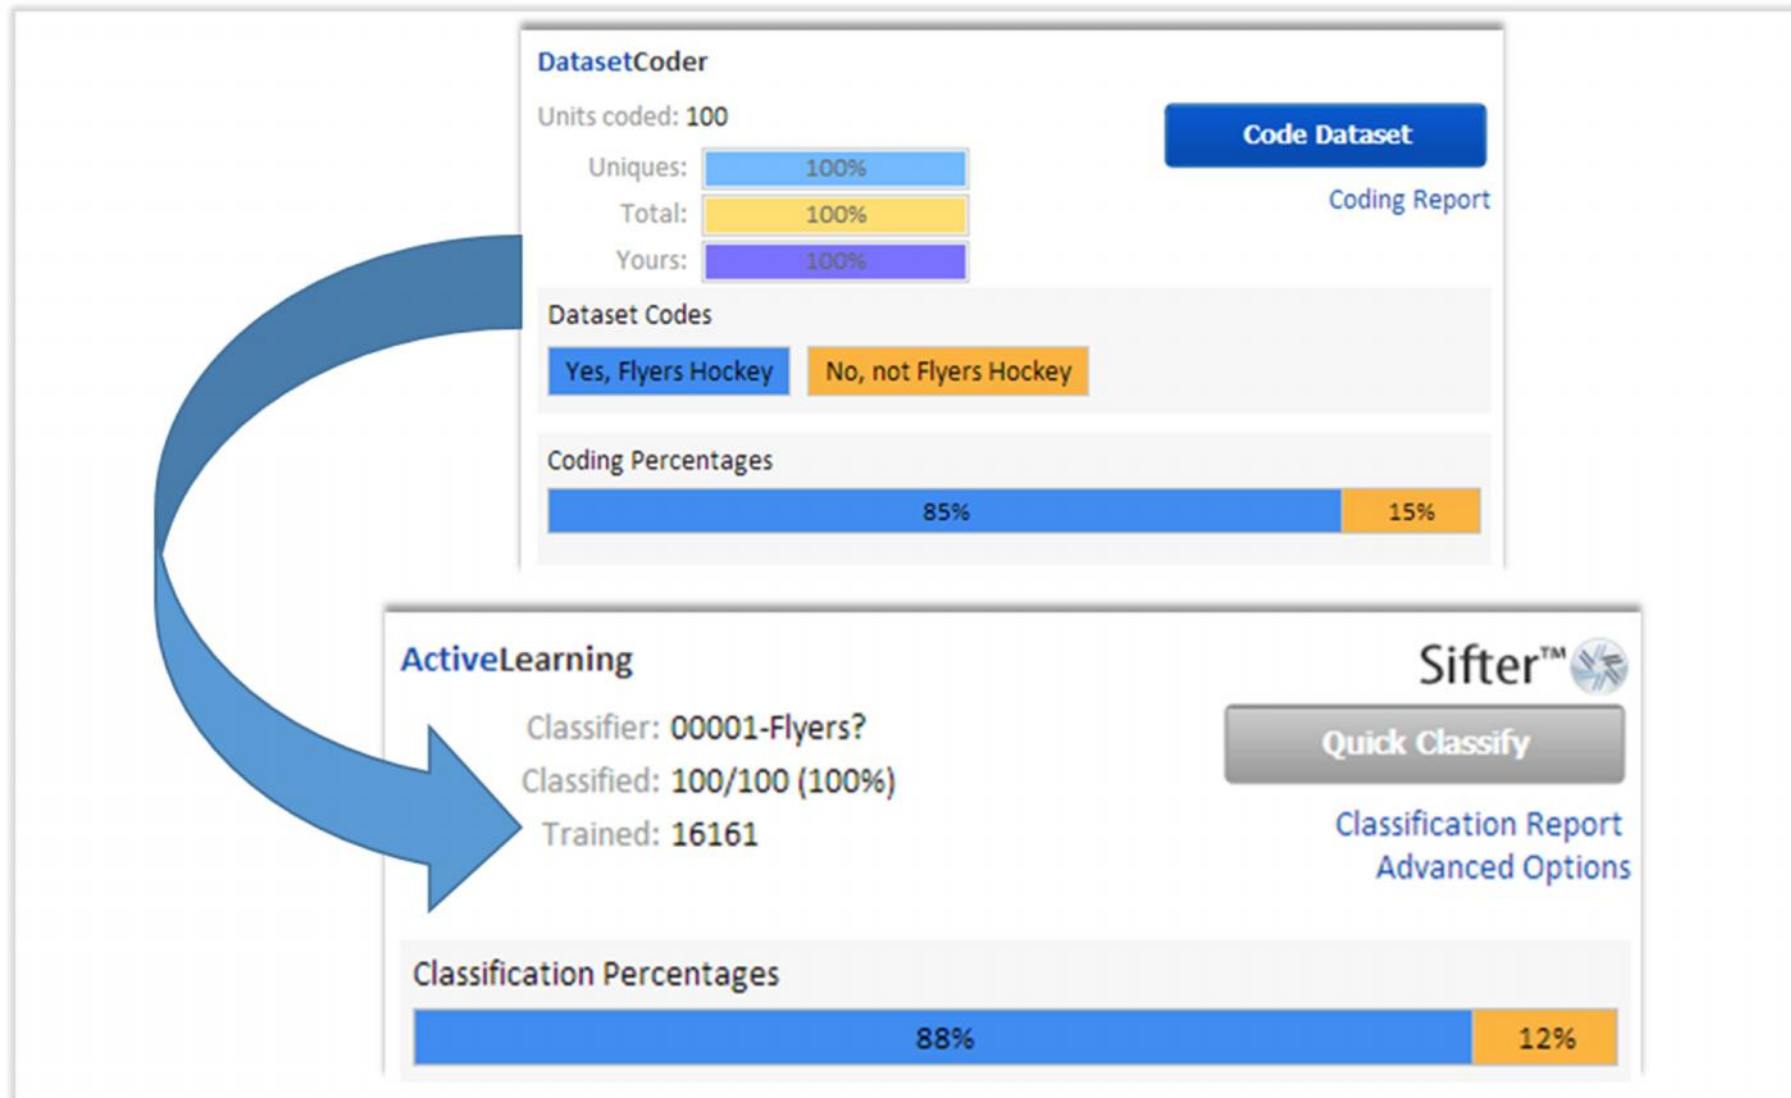 DatasetCoder
Units coded: 100
Code Dataset
Uniques: 100%
Coding Report
Total: 100%
Yours: 100%
Dataset Codes
Yes, Flyers Hockey No, not Flyers Hockey
Coding Percentages
85% 15%
ActiveLearning
Sifter™
Classifier: 00001-Flyers?
Quick Classify
Classified: 100/100 (100%)
Trained: 16161
Classification Report
Advanced Options
Classification Percentages
88% 12%